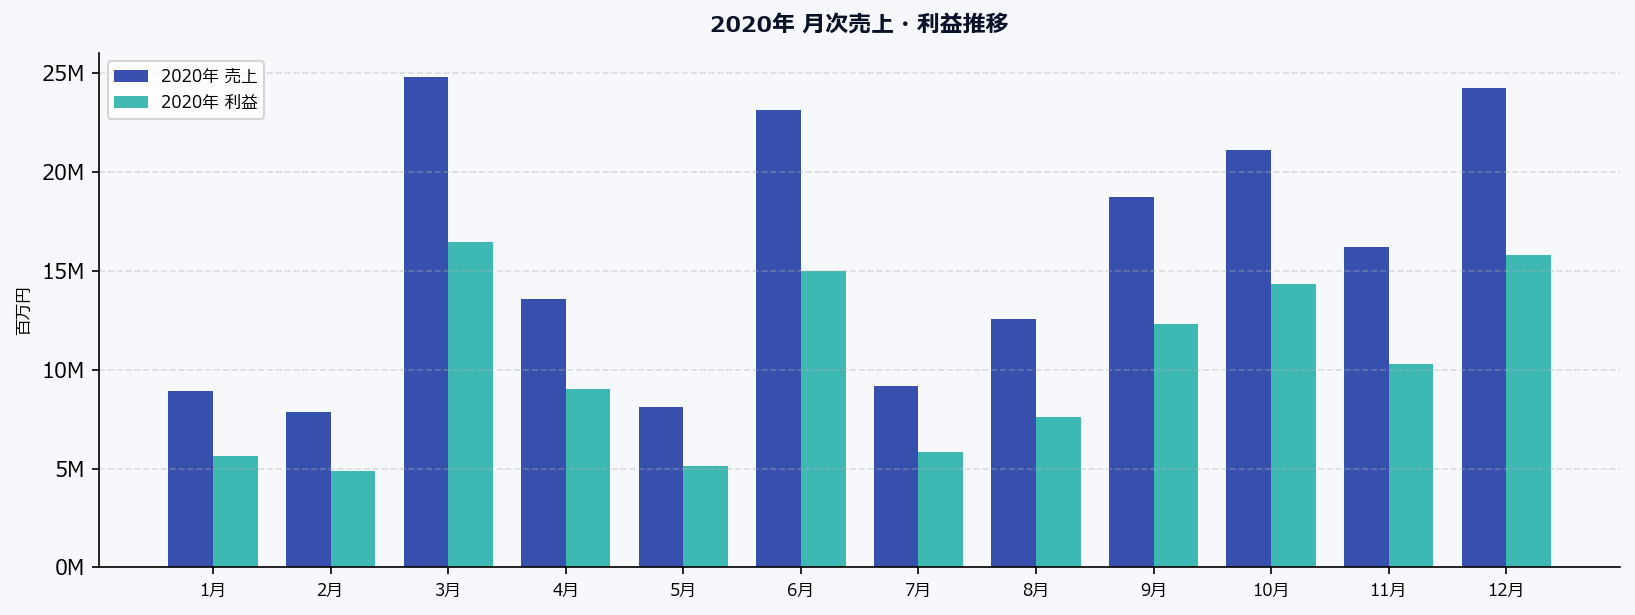 2020年 月次売上・利益推移
2020年 売上
2020年 利益
百万円
25M
20M
15M
10M
5M
0M
1月
2月
3月
4月
5月
6月
7月
8月
9月
10月
11月
12月